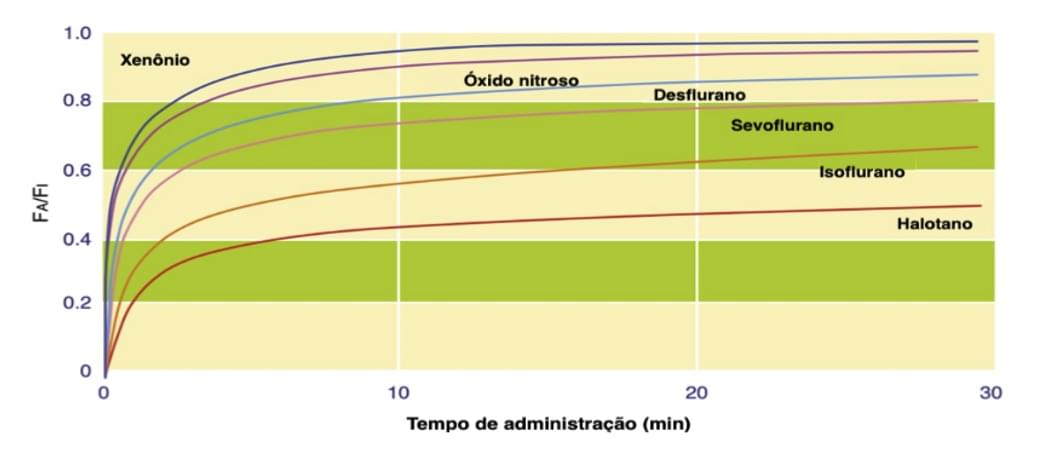 1.0
Xenônio
Óxido nitroso
0.8
Desflurano
Sevoflurano
0.6
Isoflurano
FA/FI
Halotano
0.4
0.2
0
0
10
20
30
Tempo de administração (min)